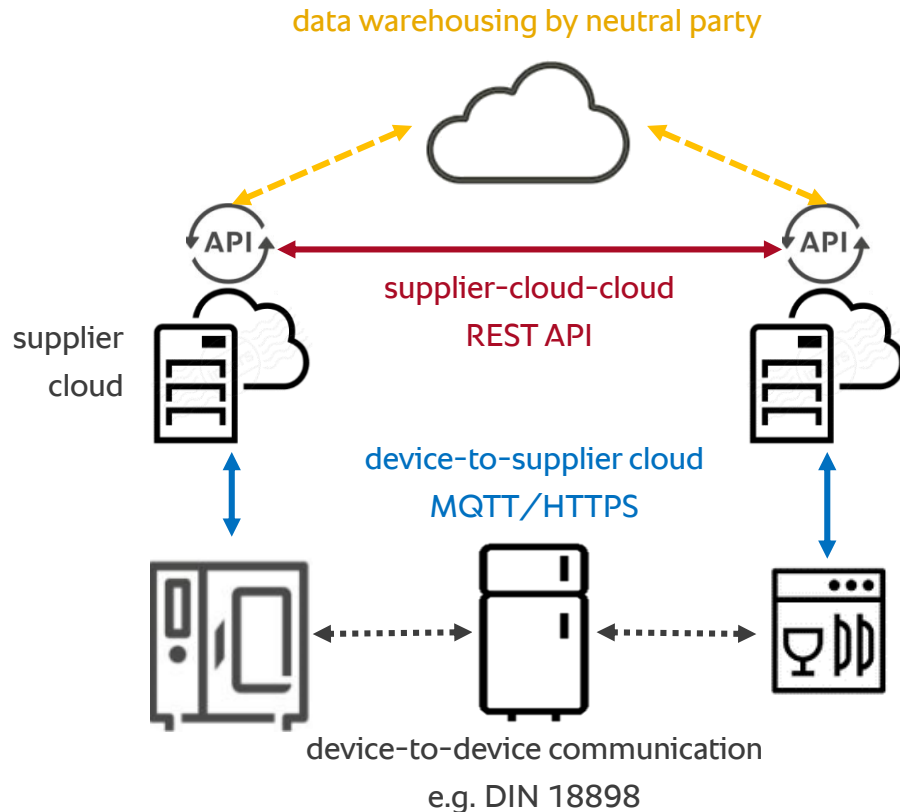 data warehousing by neutral party
API
API
supplier-cloud-cloud
REST API
supplier
cloud
device-to-supplier cloud
MQTT/HTTPS
device-to-device communication
e.g. DIN 18898